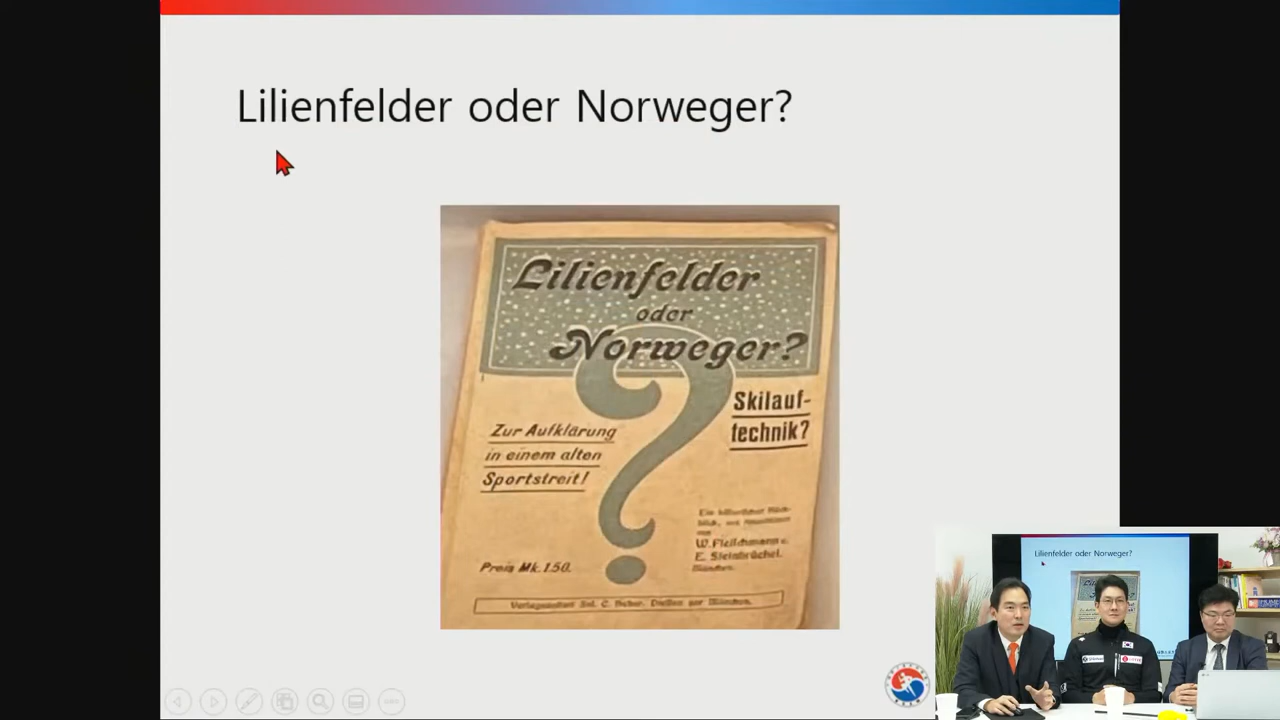 Lilienfelder oder Norweger?
Lilienfelder
oder
Norweger?
Skilauf-
technik?
Zur Aufklärung
in einem alten
Sportstreit!
W. Fleischmann u.
E. Steinbrüchel.
München.
Preis Mk. 1.50.
Lilienfelder oder Norweger?